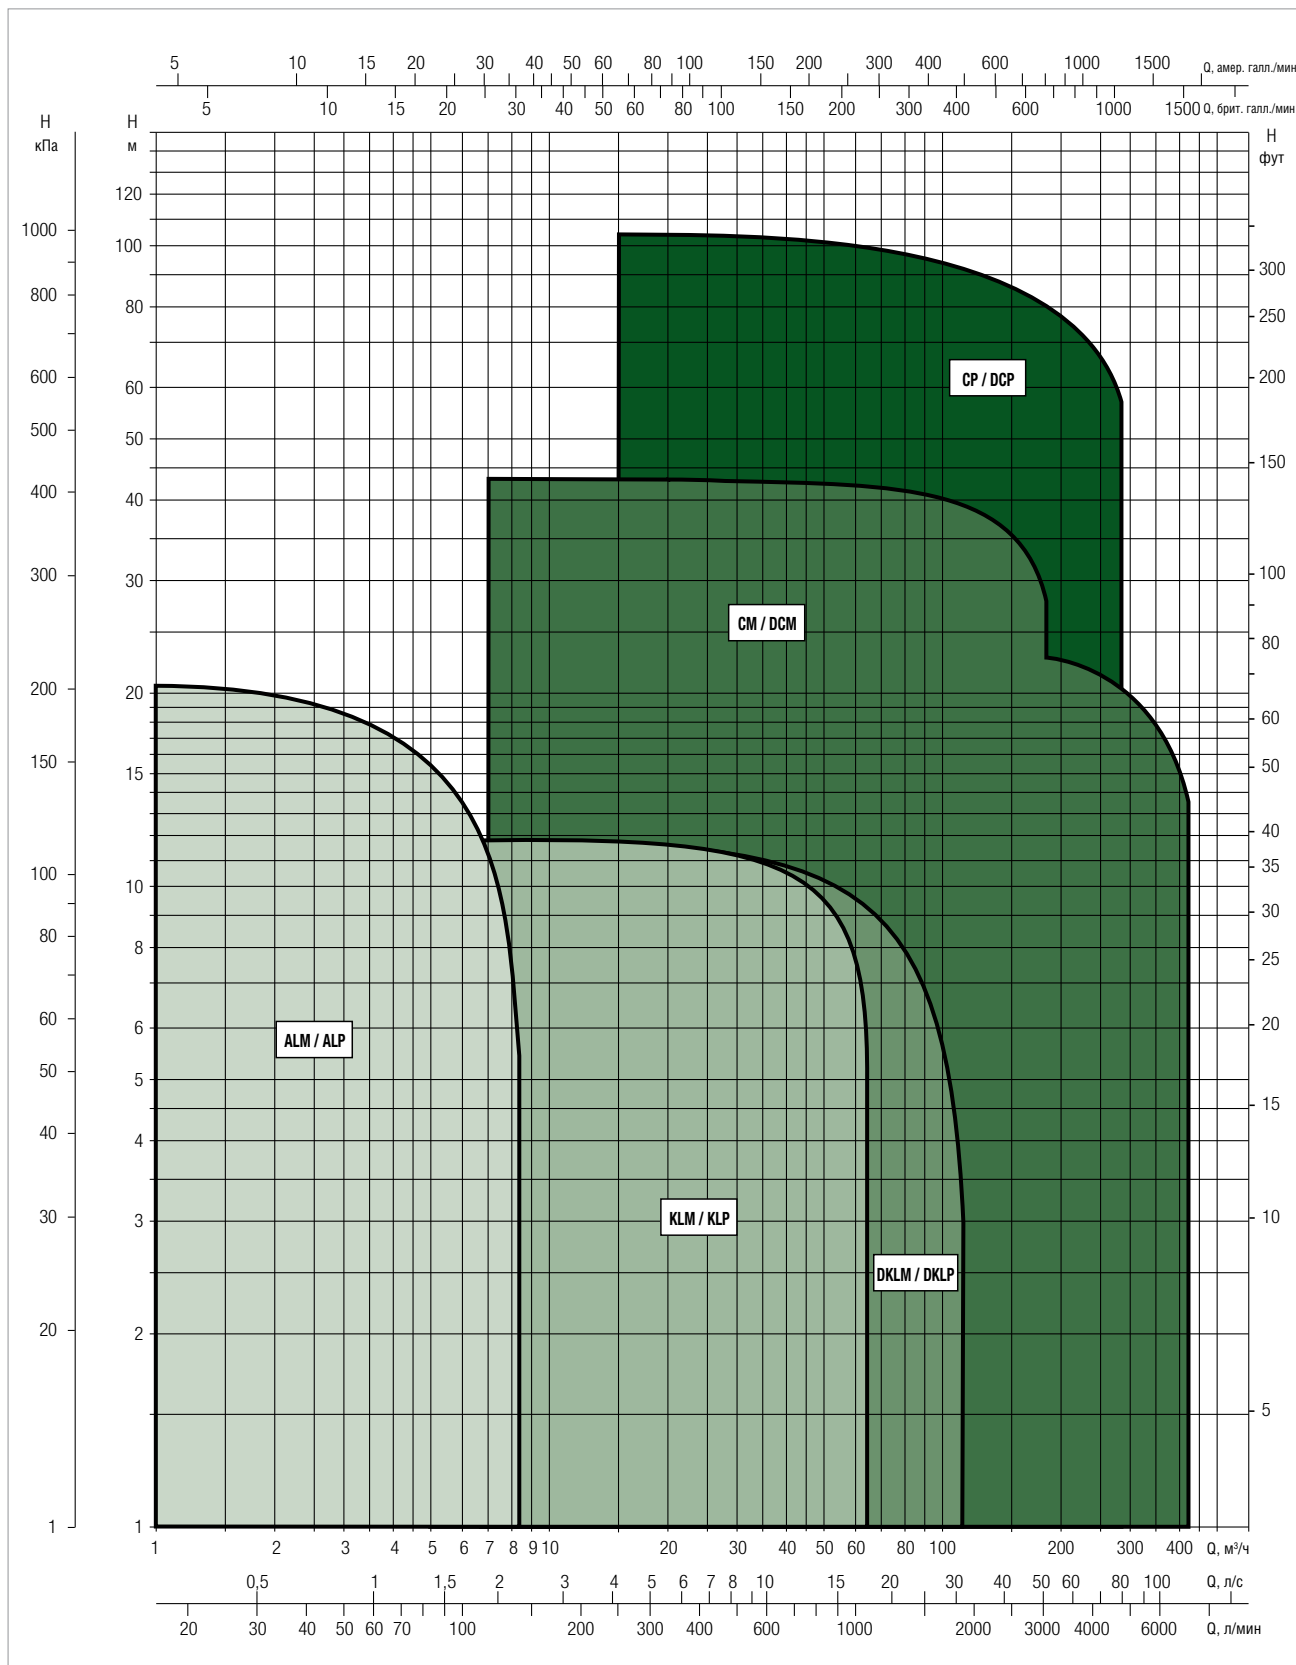 5 10 15 20 30 40 50 60 80 100 150 200 300 400 600 1000 1500 Q, амер. галл./мин
5 10 15 20 30 40 50 60 80 100 150 200 300 400 600 1000 1500 Q, брит. галл./мин
H H H
кПа м фут
120
1000 100
300
800 80
250
600 60 200
500 50
150
400 40
300 30 100
80
200 20
60
150 15 50
40
100 10 35
30
80 8
25
60 6 20
50 5
15
40 4
30 3 10
20 2
5
1 1
CP / DCP
CM / DCM
ALM / ALP
KLM / KLP
DKLM / DKLP
1 2 3 4 5 6 7 8 9 10 20 30 40 50 60 80 100 200 300 400 Q, м³/ч
0,5 1 1,5 2 3 4 5 6 7 8 10 15 20 30 40 50 60 80 100 Q, л/с
20 30 40 50 60 70 100 200 300 400 600 1000 2000 3000 4000 6000 Q, л/мин